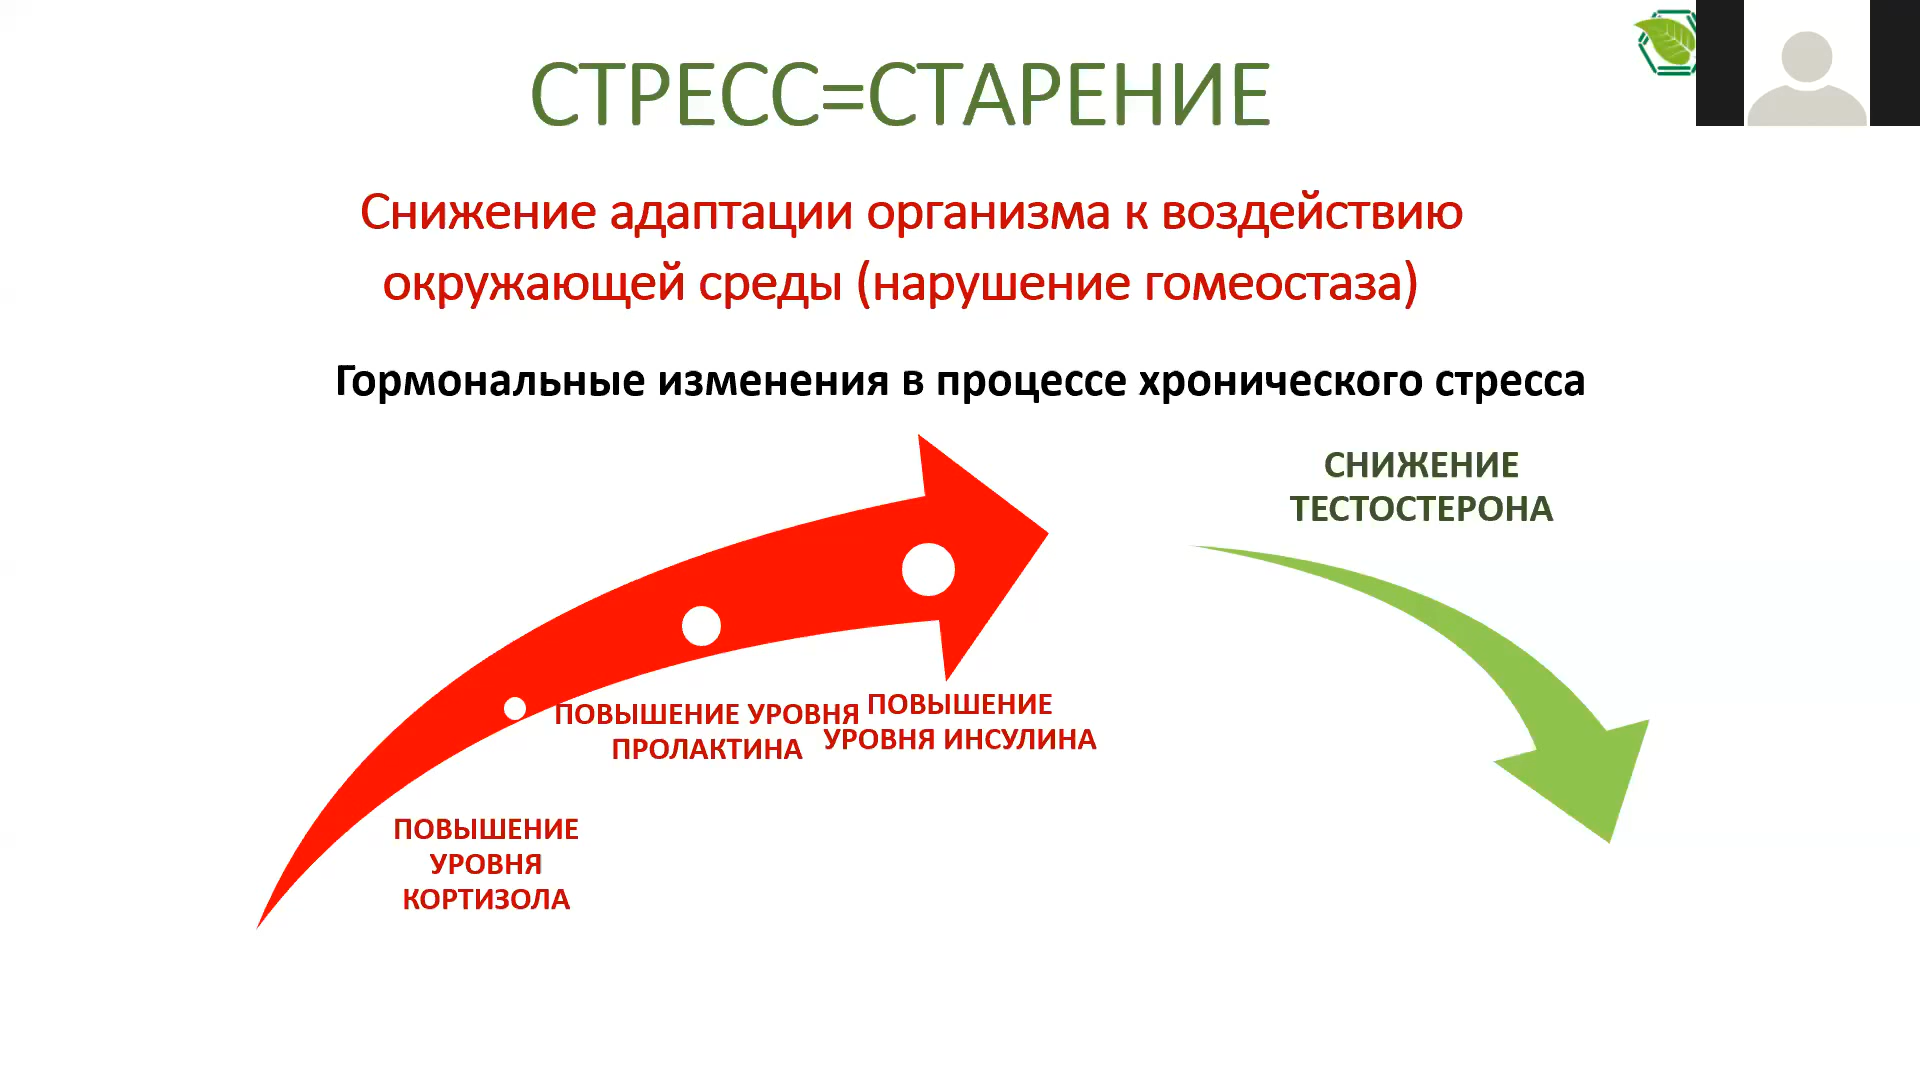 СТРЕСС=СТАРЕНИЕ
Снижение адаптации организма к воздействию
окружающей среды (нарушение гомеостаза)
Гормональные изменения в процессе хронического стресса
ПОВЫШЕНИЕ
УРОВНЯ
КОРТИЗОЛА
ПОВЫШЕНИЕ УРОВНЯ
ПРОЛАКТИНА
ПОВЫШЕНИЕ
УРОВНЯ ИНСУЛИНА
СНИЖЕНИЕ
ТЕСТОСТЕРОНА